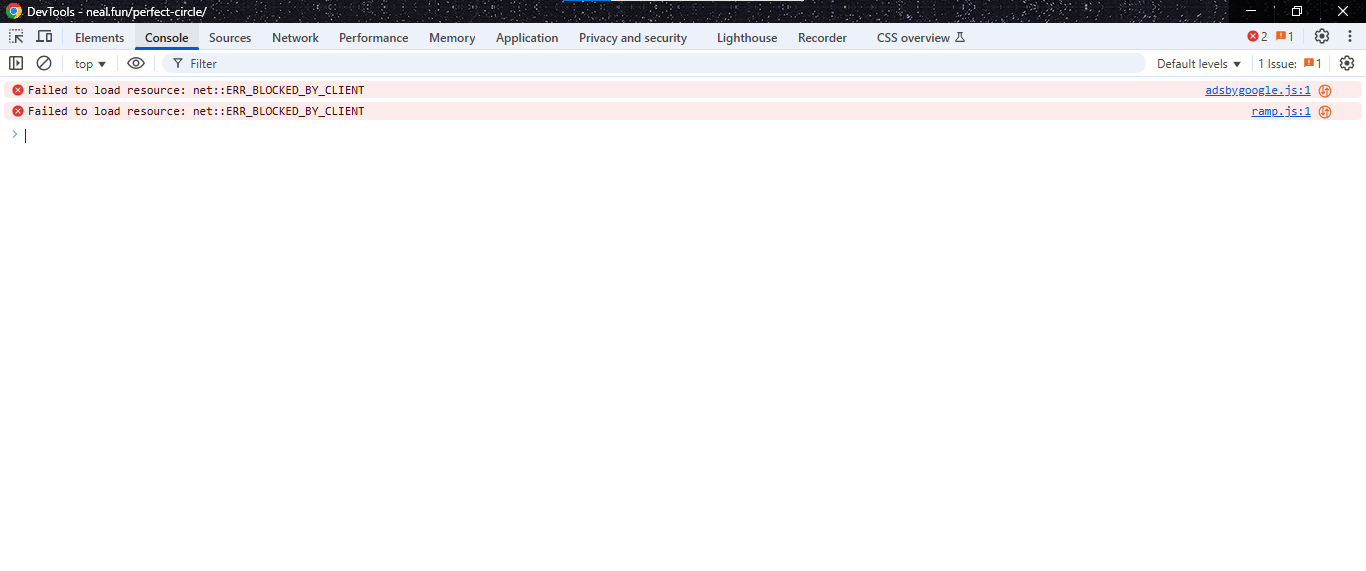 DevTools - neal.fun/perfect-circle/
Elements Console Sources Network Performance Memory Application Privacy and security Lighthouse Recorder CSS overview 2 1
top Filter Default levels 1 Issue: 1
Failed to load resource: net::ERR_BLOCKED_BY_CLIENT adsbygoogle.js:1
Failed to load resource: net::ERR_BLOCKED_BY_CLIENT ramp.js:1